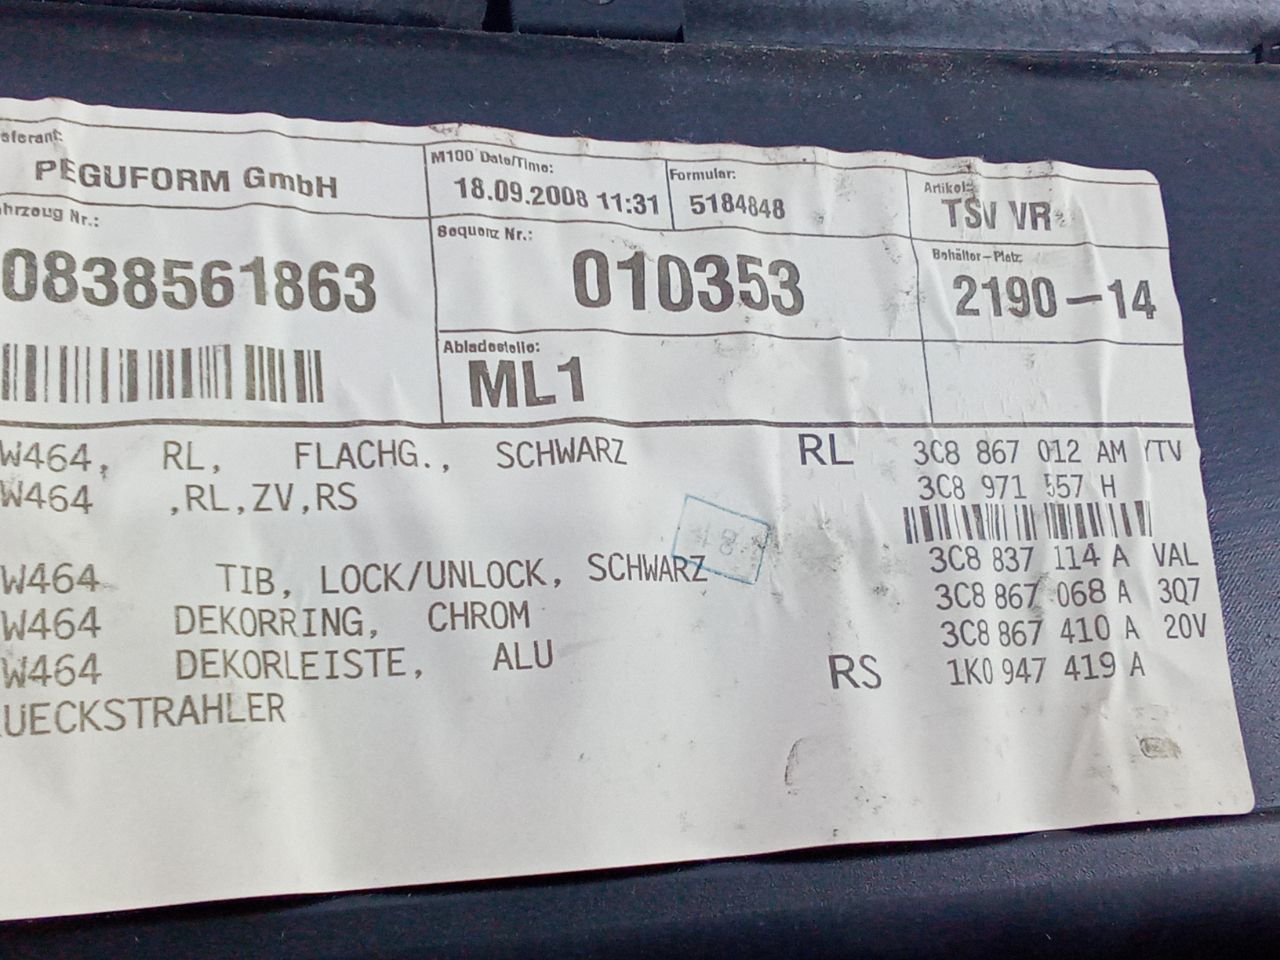 eferant:
PEGUFORM GmbH
M100 Date/Time:
18.09.2008 11:31
Formular:
5184848
Artikel:
TSV VR
hrzeug Nr.:
0838561863
Sequenz Nr.:
010353
Behälter-Platz
2190-14
Abladestelle:
ML1
W464, RL, FLACHG., SCHWARZ RL 3C8 867 012 AM YTV
W464 ,RL,ZV,RS 3C8 971 557 H
W464 TIB, LOCK/UNLOCK, SCHWARZ 3C8 837 114 A VAL
W464 DEKORRING, CHROM 3C8 867 068 A 3Q7
W464 DEKORLEISTE, ALU 3C8 867 410 A 20V
UECKSTRAHLER RS 1K0 947 419 A